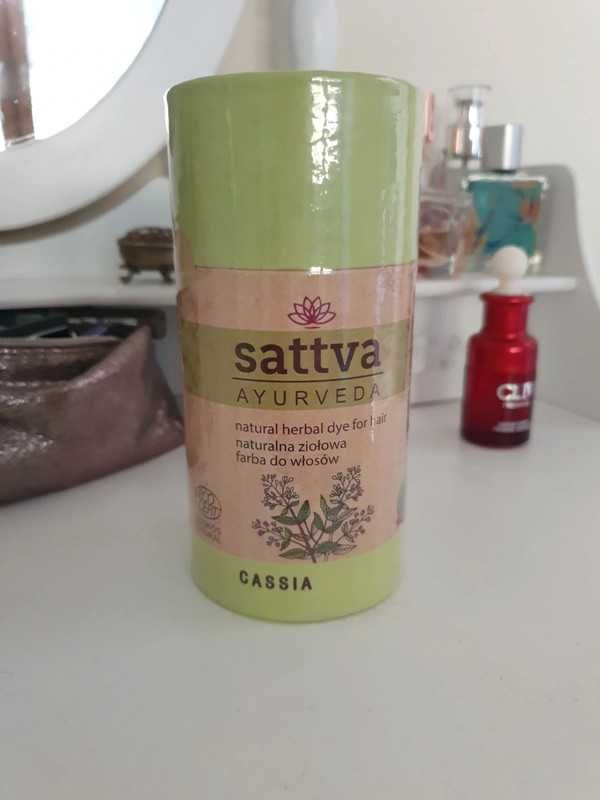 sattva
AYURVEDA
natural herbal dye for hair
naturalna ziołowa
farba do włosów
CASSIA